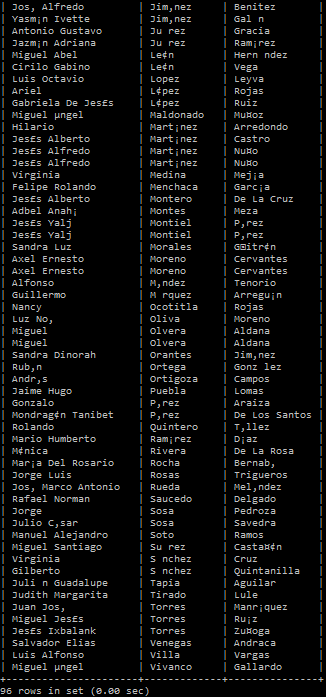 | Jos, Alfredo | Jim,nez | Benitez |
| Yasm¡n Ivette | Jim,nez | Gal n |
| Antonio Gustavo | Ju rez | Gracia |
| Jazm¡n Adriana | Ju rez | Ram¡rez |
| Miguel Abel | Le¢n | Hern ndez |
| Cirilo Gabino | Le¢n | Vega |
| Luis Octavio | Lopez | Leyva |
| Ariel | L¢pez | Rojas |
| Gabriela De Jes£s | L¢pez | Ruiz |
| Miguel µngel | Maldonado | Mu¤oz |
| Hilario | Mart¡nez | Arredondo |
| Jes£s Alberto | Mart¡nez | Castro |
| Jes£s Alfredo | Mart¡nez | Nu¤o |
| Jes£s Alfredo | Mart¡nez | Nu¤o |
| Virginia | Medina | Mej¡a |
| Felipe Rolando | Menchaca | Garc¡a |
| Jes£s Alberto | Montero | De La Cruz |
| Adbel Anah¡ | Montes | Meza |
| Jes£s Yalj | Montiel | P,rez |
| Jes£s Yalj | Montiel | P,rez |
| Sandra Luz | Morales | itr¢n |
| Axel Ernesto | Moreno | Cervantes |
| Axel Ernesto | Moreno | Cervantes |
| Alfonso | M,ndez | Tenorio |
| Guillermo | M rquez | Arregu¡n |
| Nancy | Ocotitla | Rojas |
| Luz No, | Oliva | Moreno |
| Miguel | Olvera | Aldana |
| Miguel | Olvera | Aldana |
| Sandra Dinorah | Orantes | Jim,nez |
| Rub,n | Ortega | Gonz lez |
| Andr,s | Ortigoza | Campos |
| Jaime Hugo | Puebla | Lomas |
| Gonzalo | P,rez | Araiza |
| Mondrag¢n Tanibet | P,rez | De Los Santos |
| Rolando | Quintero | T,llez |
| Mario Humberto | Ram¡rez | D¡az |
| M¢nica | Rivera | De La Rosa |
| Mar¡a Del Rosario | Rocha | Bernab, |
| Jorge Luis | Rosas | Trigueros |
| Jos, Marco Antonio | Rueda | Mel,ndez |
| Rafael Norman | Saucedo | Delgado |
| Jorge | Sosa | Pedroza |
| Julio C,sar | Sosa | Savedra |
| Manuel Alejandro | Soto | Ramos |
| Miguel Santiago | Su rez | Casta¤¢n |
| Virginia | S nchez | Cruz |
| Gilberto | S nchez | Quintanilla |
| Juli n Guadalupe | Tapia | Aguilar |
| Judith Margarita | Tirado | Lule |
| Juan Jos, | Torres | Manr¡quez |
| Miguel Jes£s | Torres | Ru¡z |
| Jes£s Ixbalank | Torres | Zu¤oga |
| Salvador Elias | Venegas | Andraca |
| Luis Alfonso | Villa | Vargas |
| Miguel µngel | Vivanco | Gallardo |
+--------------------+--------------+---------------+
96 rows in set (0.00 sec)